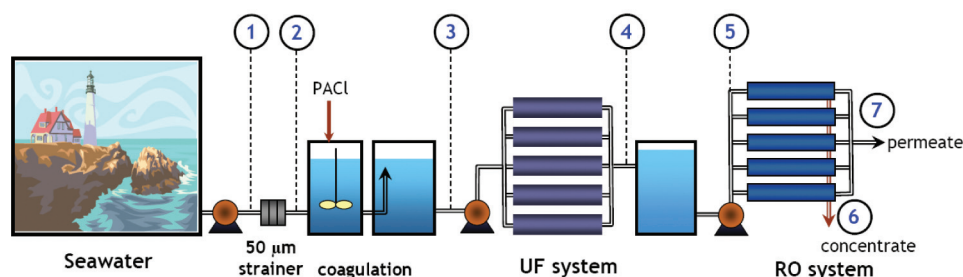 1
2
3
4
5
PACl
7
permeate
6
concentrate
Seawater
50 μm
strainer
coagulation
UF system
RO system